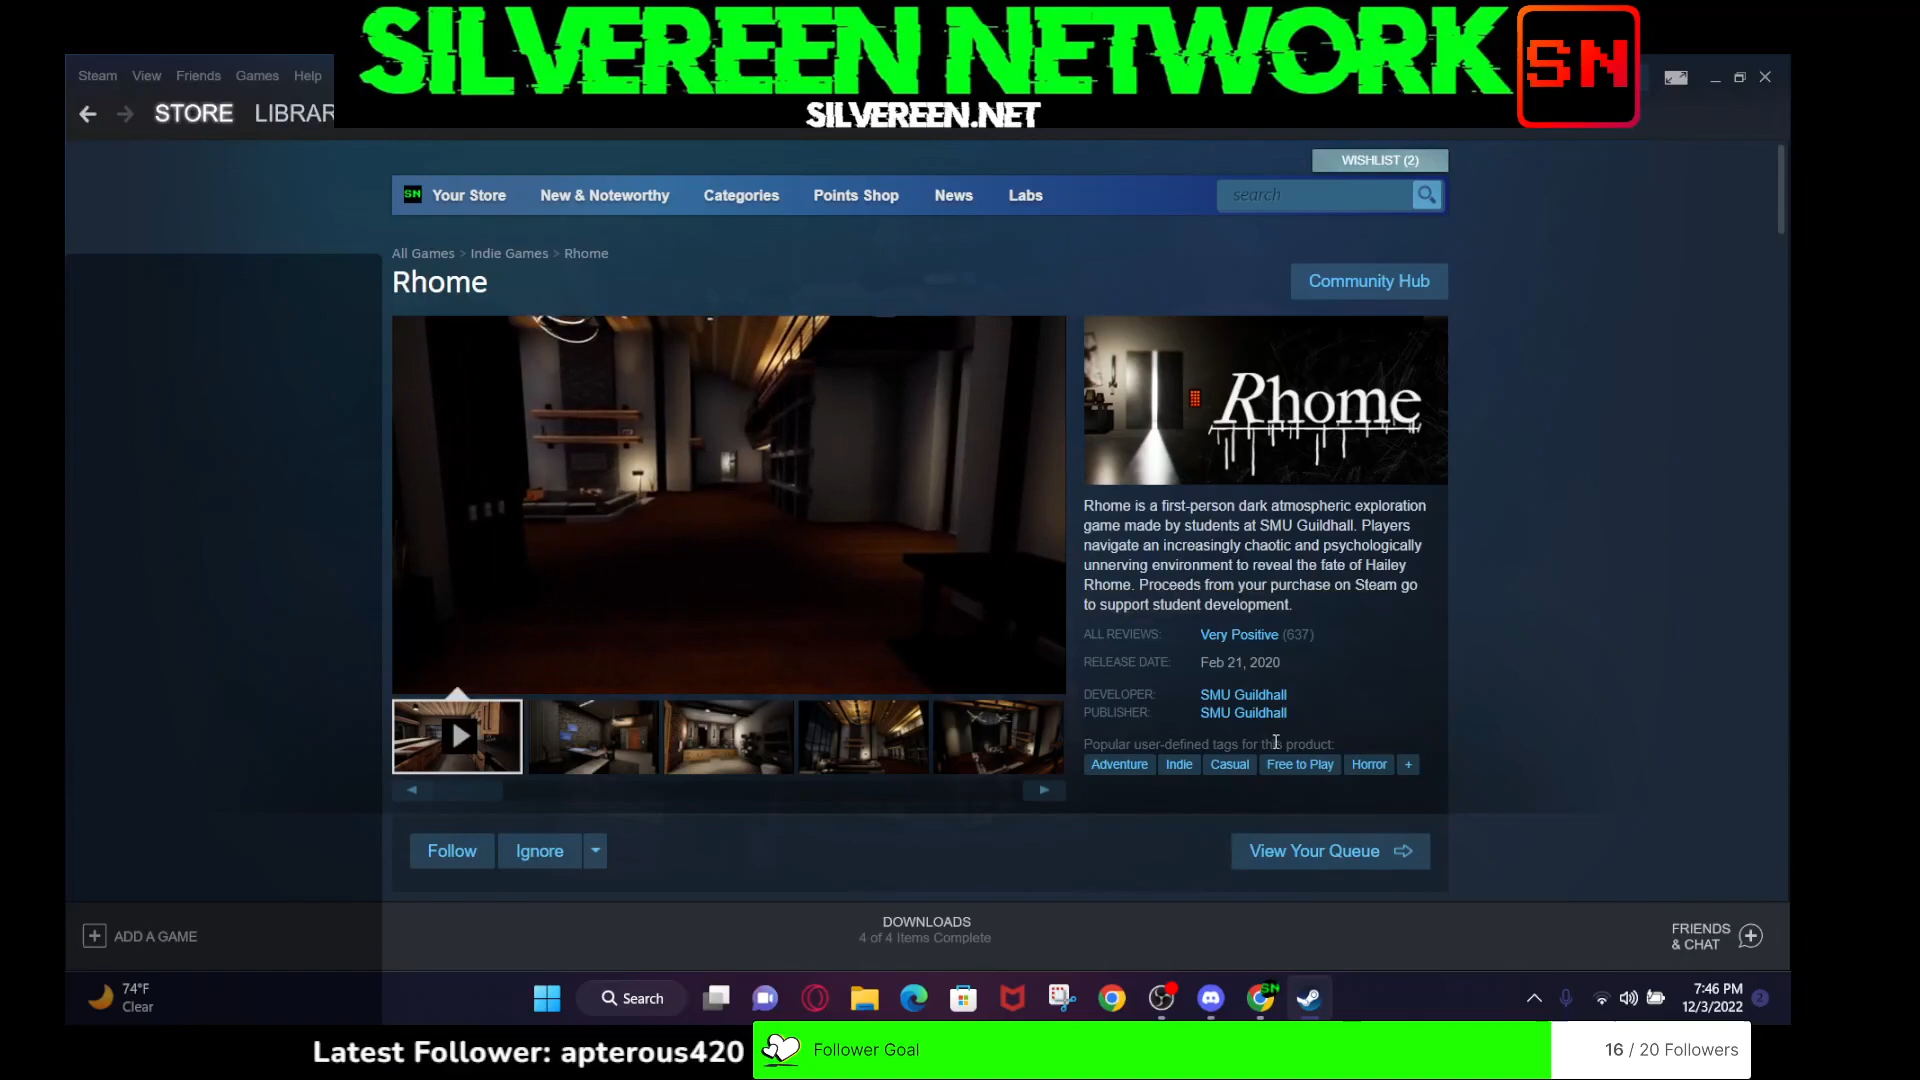 SILVEREEN NETWORK
SN
SILVEREEN.NET
Steam View Friends Games Help
STORE LIBRAR
WISHLIST (2)
SN Your Store New & Noteworthy Categories Points Shop News Labs search
All Games > Indie Games > Rhome
Rhome
Community Hub
Rhome
Rhome is a first-person dark atmospheric exploration
game made by students at SMU Guildhall. Players
navigate an increasingly chaotic and psychologically
unnerving environment to reveal the fate of Hailey
Rhome. Proceeds from your purchase on Steam go
to support student development.
ALL REVIEWS: Very Positive (637)
RELEASE DATE: Feb 21, 2020
DEVELOPER: SMU Guildhall
PUBLISHER: SMU Guildhall
Popular user-defined tags for this product:
Adventure Indie Casual Free to Play Horror +
Follow Ignore View Your Queue
ADD A GAME
DOWNLOADS
4 of 4 Items Complete
FRIENDS
& CHAT
74°F
Clear
Search
SN
7:46 PM
12/3/2022
2
Latest Follower: apterous420
Follower Goal
16 / 20 Followers